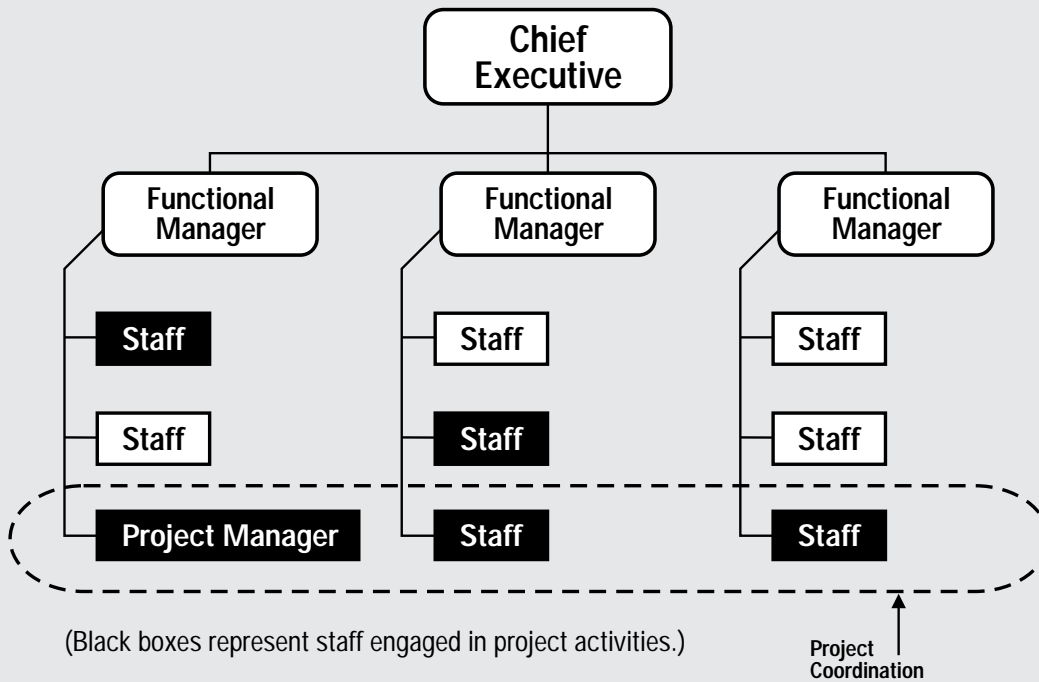 Chief
Executive
Functional
Manager
Functional
Manager
Functional
Manager
Staff
Staff
Staff
Staff
Staff
Staff
Project Manager
Staff
Staff
(Black boxes represent staff engaged in project activities.)
Project
Coordination